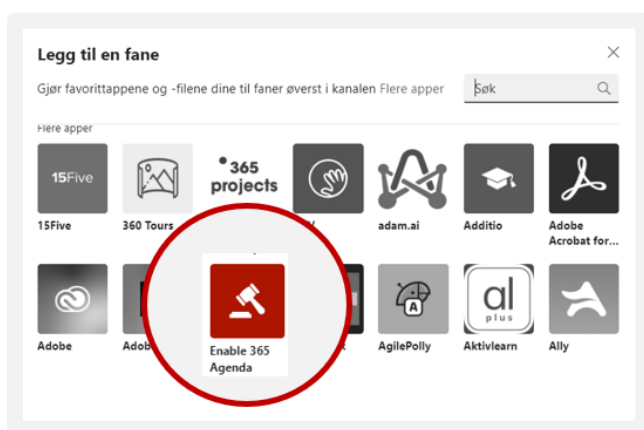 Legg til en fane
Gjør favorittappene og -filene dine til faner øverst i kanalen Flere apper
Søk
Flere apper
15Five
365
projects
15Five
360 Tours
adam.ai
Additio
Adobe
Acrobat for...
A
al
plus
Adobe
Adob
Enable 365
Agenda
AgilePolly
Aktivlearn
Ally